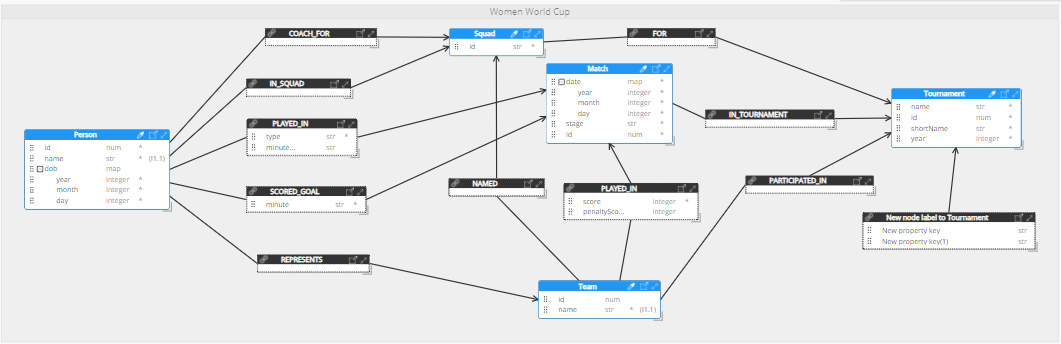 Women World Cup
COACH_FOR
Squad
id str *
FOR
IN_SQUAD
Match
date map *
year integer *
month integer *
day integer *
stage str *
id num *
Tournament
name str *
id num *
shortName str *
year integer *
PLAYED_IN
type str *
minute... str
IN_TOURNAMENT
Person
id num *
name str * (I1.1)
dob map
year integer *
month integer *
day integer *
NAMED
PLAYED_IN
score integer *
penaltySco... integer
PARTICIPATED_IN
SCORED_GOAL
minute str *
New node label to Tournament
New property key str
New property key(1) str
REPRESENTS
Team
id num
name str * (I1.1)